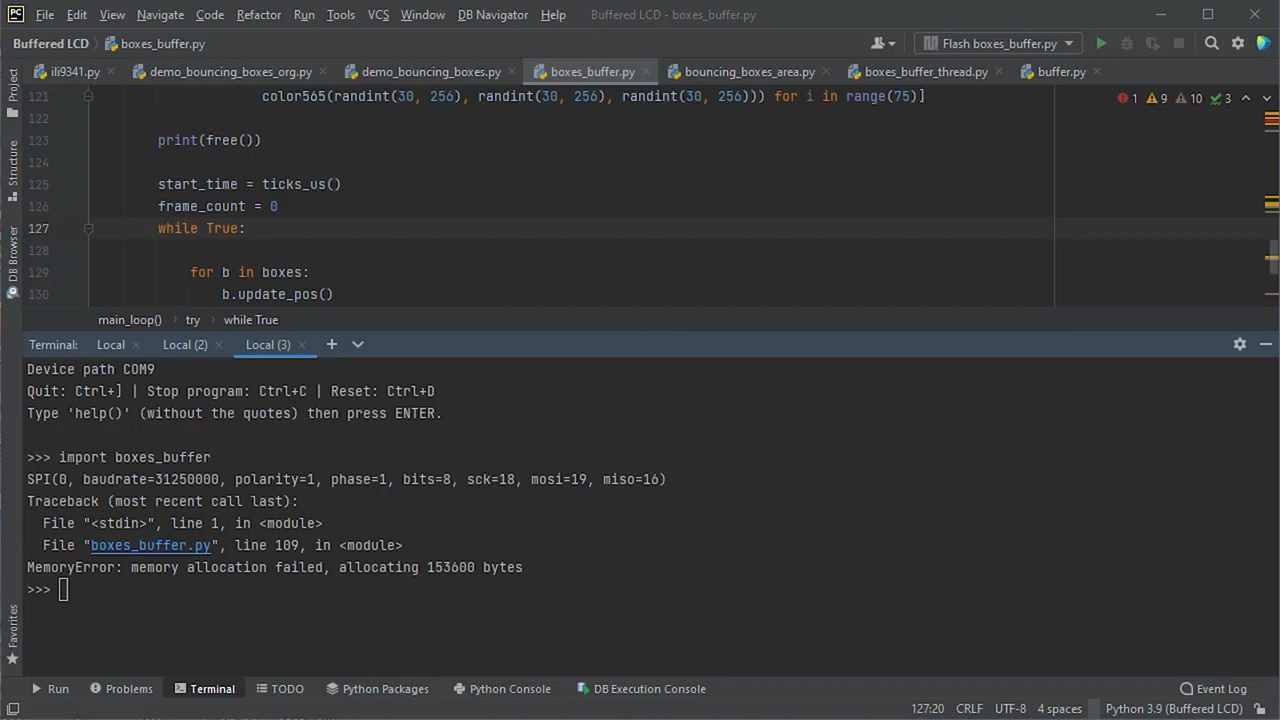 File Edit View Navigate Code Refactor Run Tools VCS Window DB Navigator Help Buffered LCD - boxes_buffer.py
Buffered LCD boxes_buffer.py Flash boxes_buffer.py
ili9341.py demo_bouncing_boxes_org.py demo_bouncing_boxes.py boxes_buffer.py bouncing_boxes_area.py boxes_buffer_thread.py buffer.py
121 color565(randint(30, 256), randint(30, 256), randint(30, 256))) for i in range(75)] 1 9 10 3
122
123 print(free())
124
125 start_time = ticks_us()
126 frame_count = 0
127 while True:
128
129 for b in boxes:
130 b.update_pos()
main_loop() try while True
Project
Structure
DB Browser
Favorites
Terminal: Local Local (2) Local (3)
Device path COM9
Quit: Ctrl+] | Stop program: Ctrl+C | Reset: Ctrl+D
Type 'help()' (without the quotes) then press ENTER.
>>> import boxes_buffer
SPI(0, baudrate=31250000, polarity=1, phase=1, bits=8, sck=18, mosi=19, miso=16)
Traceback (most recent call last):
File "<stdin>", line 1, in <module>
File "boxes_buffer.py", line 109, in <module>
MemoryError: memory allocation failed, allocating 153600 bytes
>>>
Run Problems Terminal TODO Python Packages Python Console DB Execution Console Event Log
127:20 CRLF UTF-8 4 spaces Python 3.9 (Buffered LCD)